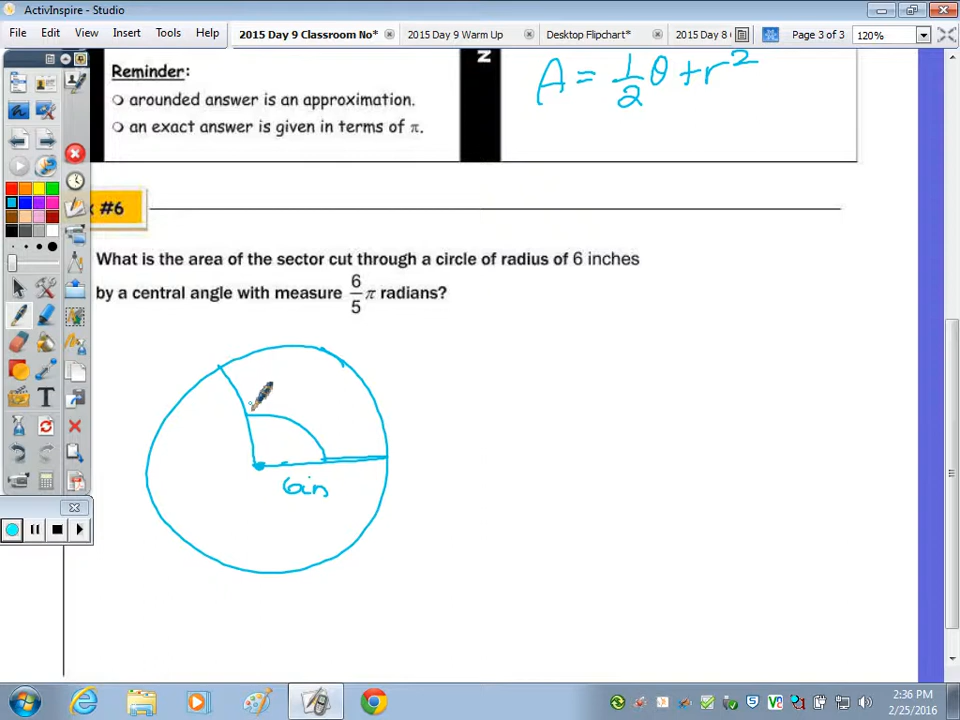 ActivInspire - Studio
File Edit View Insert Tools Help 2015 Day 9 Classroom No* 2015 Day 9 Warm Up Desktop Flipchart* 2015 Day 8 Page 3 of 3 120%
Reminder:
arounded answer is an approximation.
an exact answer is given in terms of π.
N
A = 1/2 θ + r²
#6
What is the area of the sector cut through a circle of radius of 6 inches
by a central angle with measure 6/5 π radians?
6in
T
2:36 PM
2/25/2016